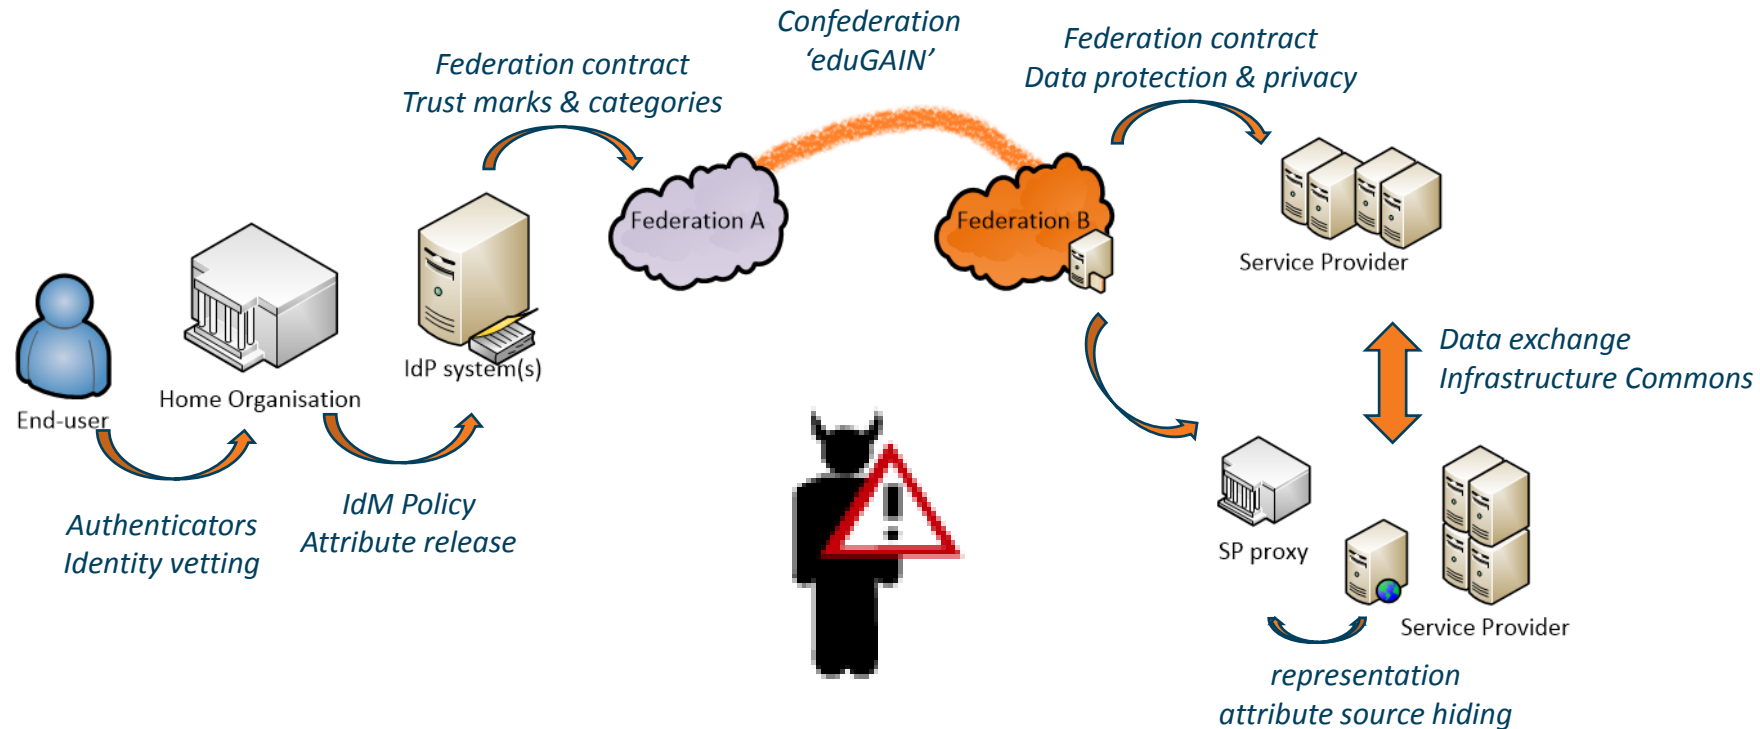 Confederation
‘eduGAIN’
Federation contract
Trust marks & categories
Federation contract
Data protection & privacy
Federation A
Federation B
Service Provider
End-user
Home Organisation
IdP system(s)
Authenticators
Identity vetting
IdM Policy
Attribute release
Data exchange
Infrastructure Commons
SP proxy
Service Provider
representation
attribute source hiding